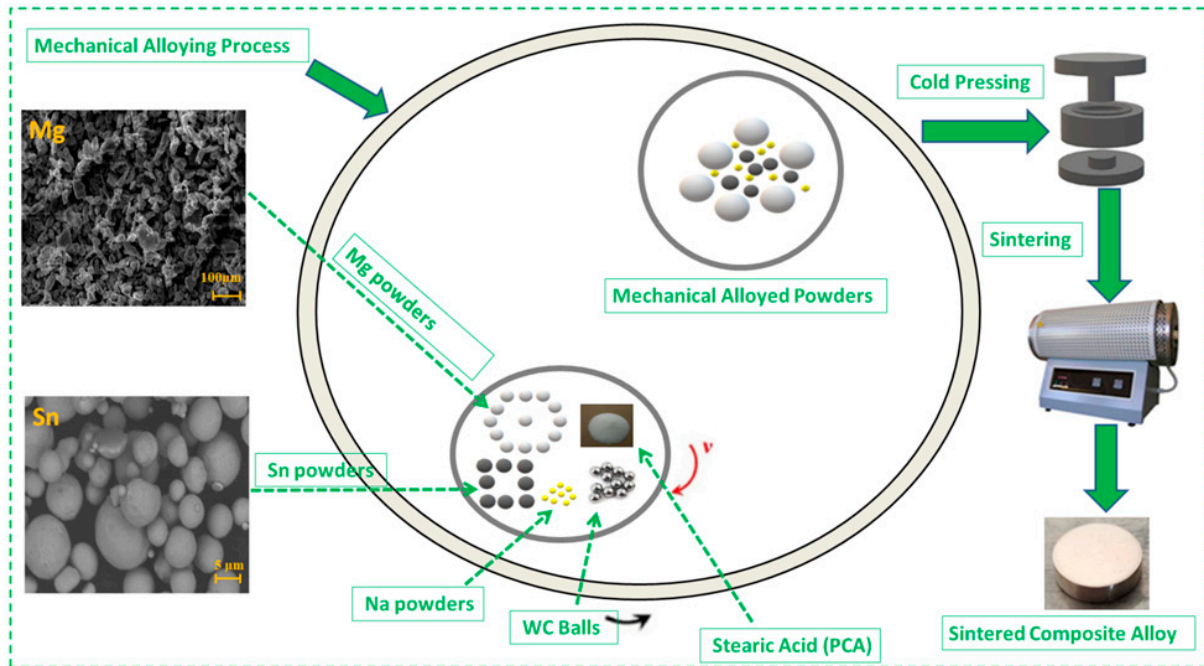 Mechanical Alloying Process
Cold Pressing
Mg
100µm
Mg powders
Mechanical Alloyed Powders
Sintering
Sn
5 µm
Sn powders
v
Na powders
WC Balls
Stearic Acid (PCA)
Sintered Composite Alloy